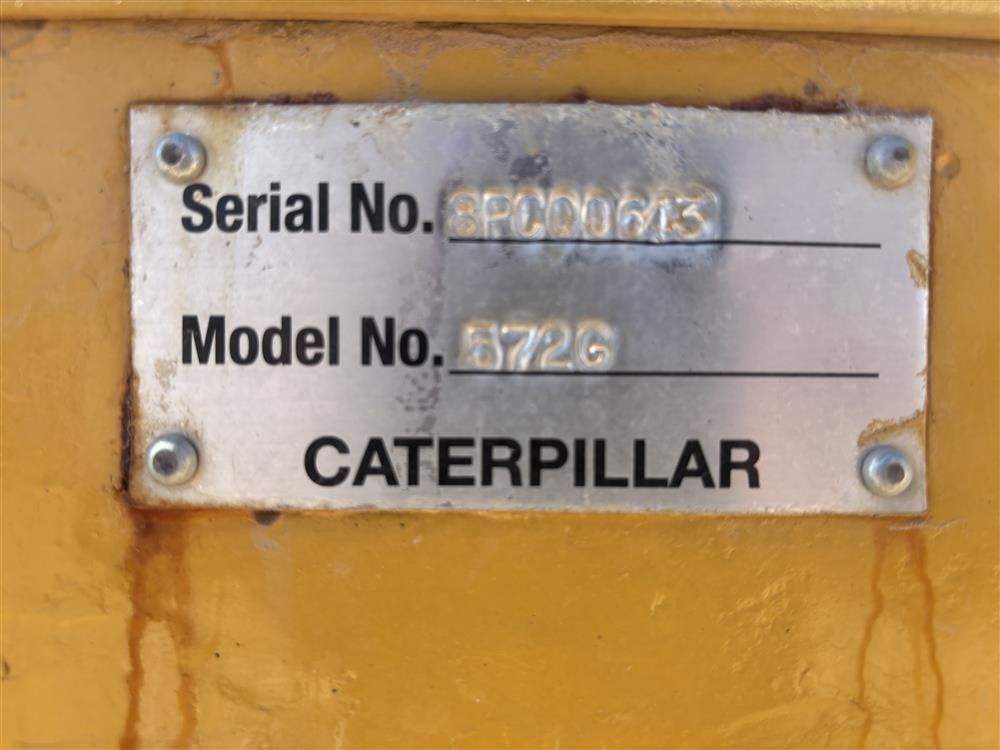 Serial No. 8PC00643
Model No. 572G
CATERPILLAR